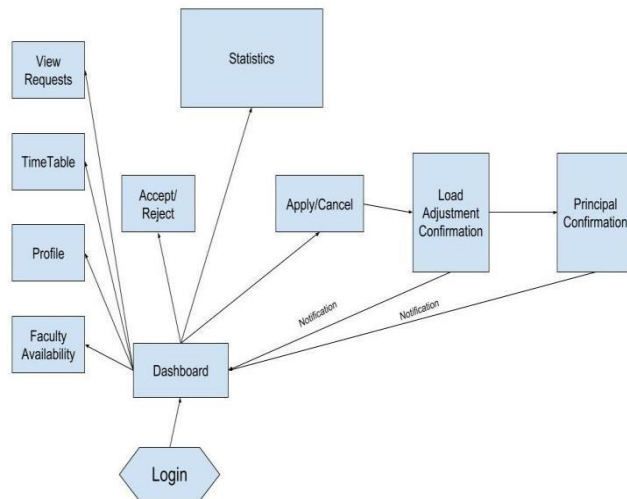 View
Requests
Statistics
TimeTable
Accept/
Reject
Apply/Cancel
Load
Adjustment
Confirmation
Principal
Confirmation
Profile
Faculty
Availability
Notification
Notification
Dashboard
Login